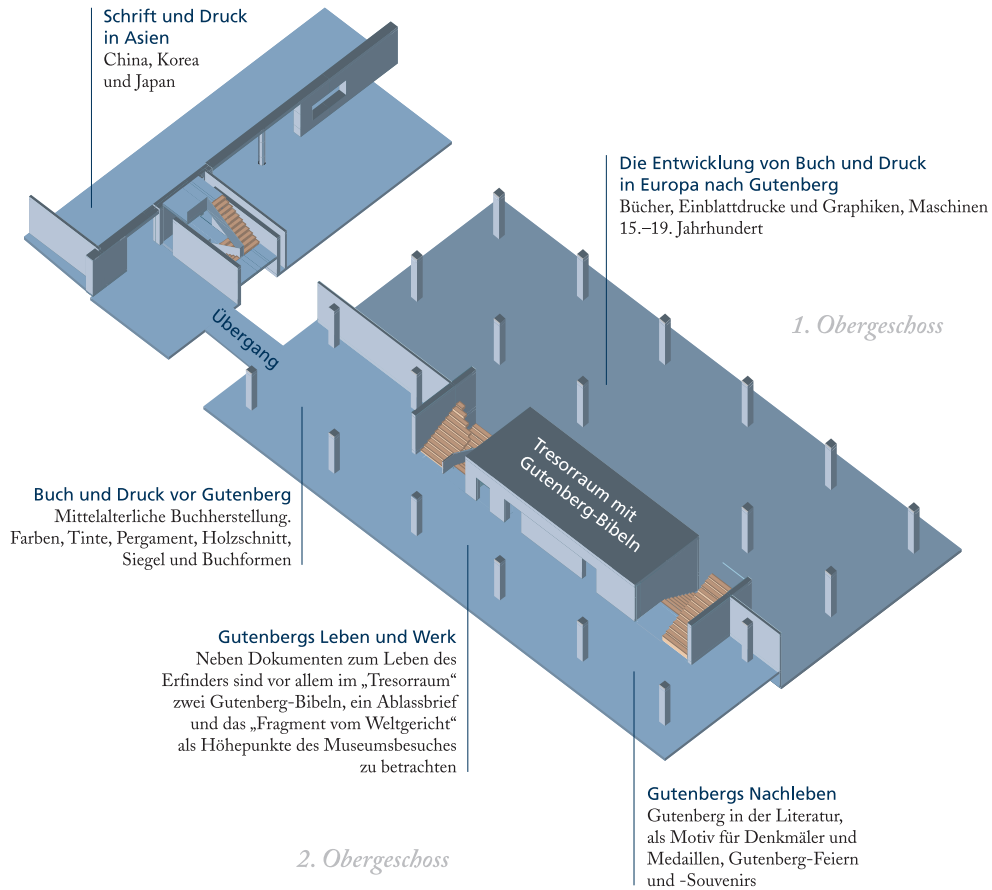 Schrift und Druck
in Asien
China, Korea
und Japan
Die Entwicklung von Buch und Druck
in Europa nach Gutenberg
Bücher, Einblattdrucke und Graphiken, Maschinen
15.–19. Jahrhundert
1. Obergeschoss
Übergang
Tresorraum mit
Gutenberg-Bibeln
Buch und Druck vor Gutenberg
Mittelalterliche Buchherstellung.
Farben, Tinte, Pergament, Holzschnitt,
Siegel und Buchformen
Gutenbergs Leben und Werk
Neben Dokumenten zum Leben des
Erfinders sind vor allem im „Tresorraum“
zwei Gutenberg-Bibeln, ein Ablassbrief
und das „Fragment vom Weltgericht“
als Höhepunkte des Museumsbesuches
zu betrachten
Gutenbergs Nachleben
Gutenberg in der Literatur,
als Motiv für Denkmäler und
Medaillen, Gutenberg-Feiern
und -Souvenirs
2. Obergeschoss